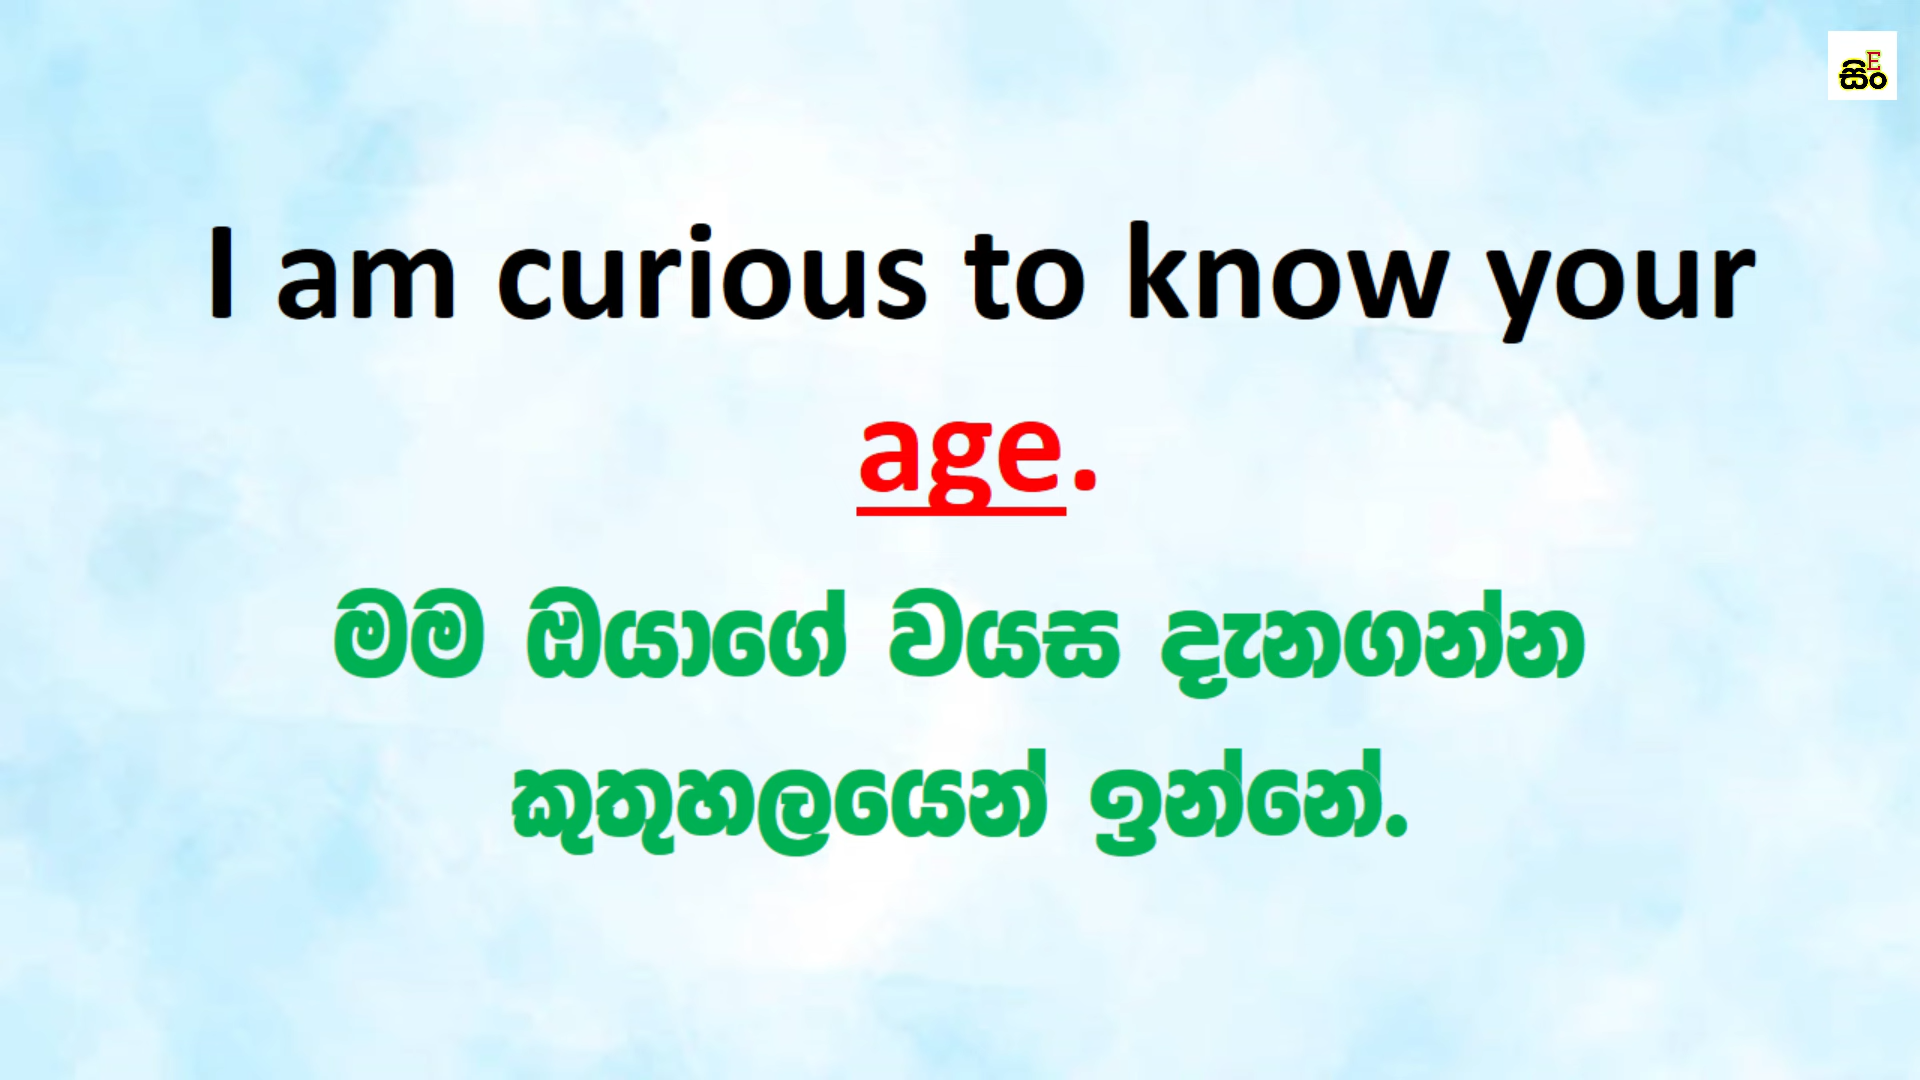 සිංE
I am curious to know your
age.
මම ඔයාගේ වයස දැනගන්න
කුතුහලයෙන් ඉන්නේ.